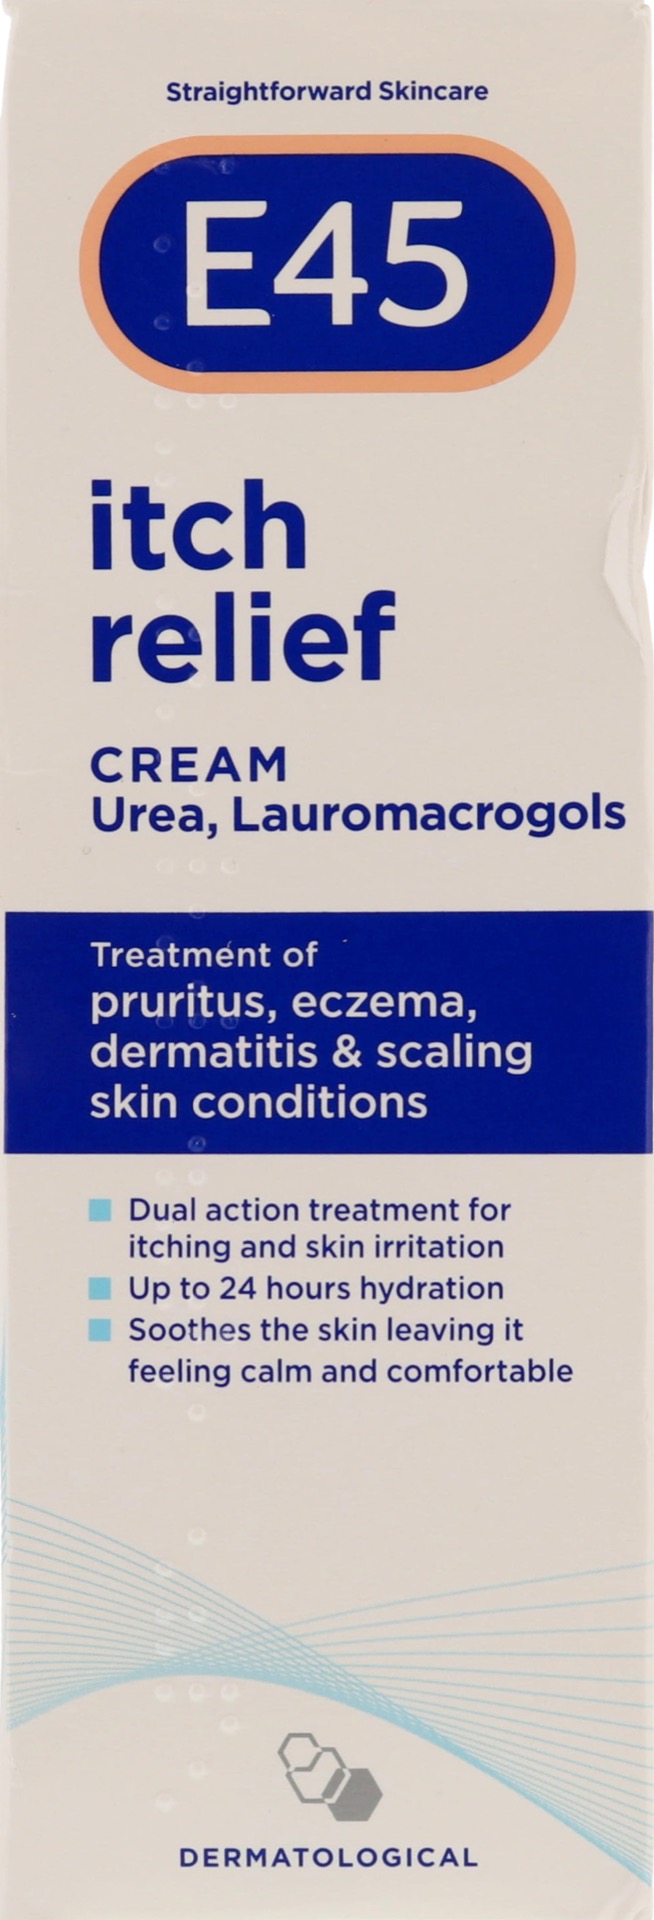 Straightforward Skincare
E45
itch
relief
CREAM
Urea, Lauromacrogols
Treatment of
pruritus, eczema,
dermatitis & scaling
skin conditions
Dual action treatment for
itching and skin irritation
Up to 24 hours hydration
Soothes the skin leaving it
feeling calm and comfortable
DERMATOLOGICAL